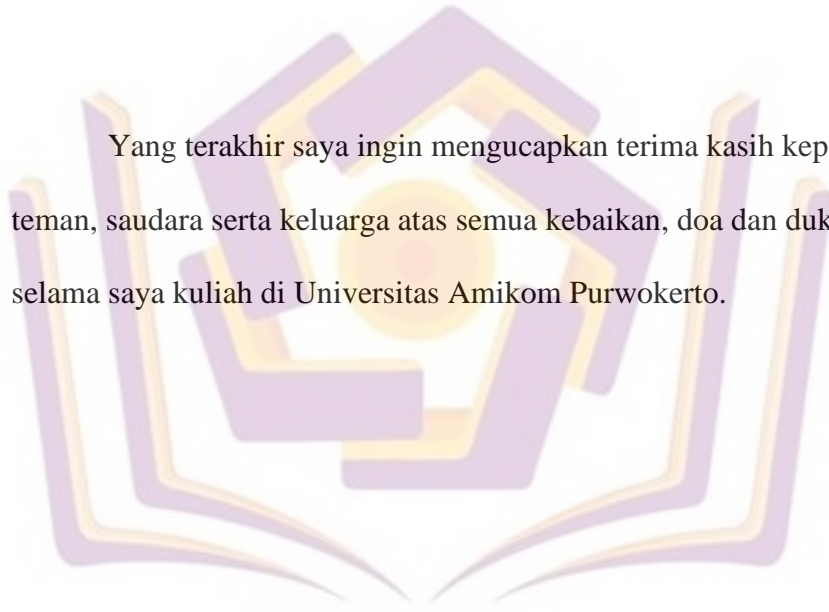 Yang terakhir saya ingin mengucapkan terima kasih kep
teman, saudara serta keluarga atas semua kebaikan, doa dan duk
selama saya kuliah di Universitas Amikom Purwokerto.